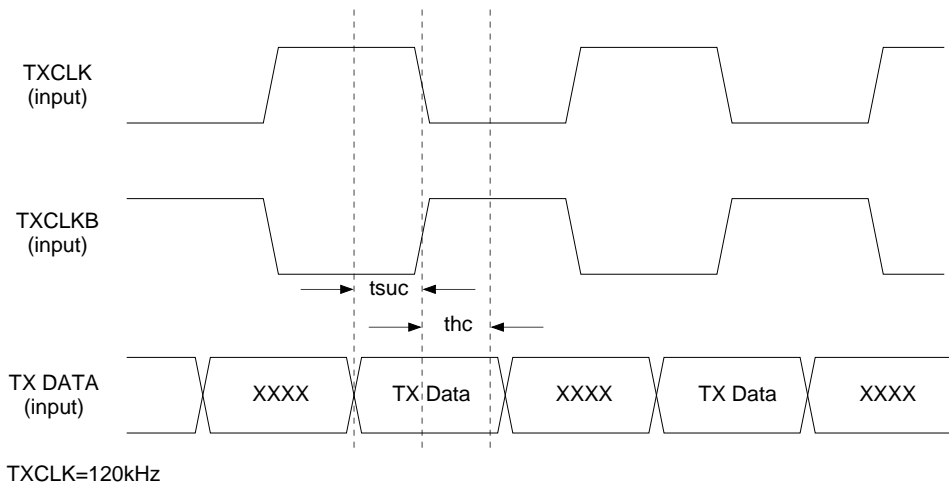 TXCLK
(input)
TXCLKB
(input)
tsuc
thc
TX DATA
(input)
XXXX
TX Data
XXXX
TX Data
XXXX
TXCLK=120kHz